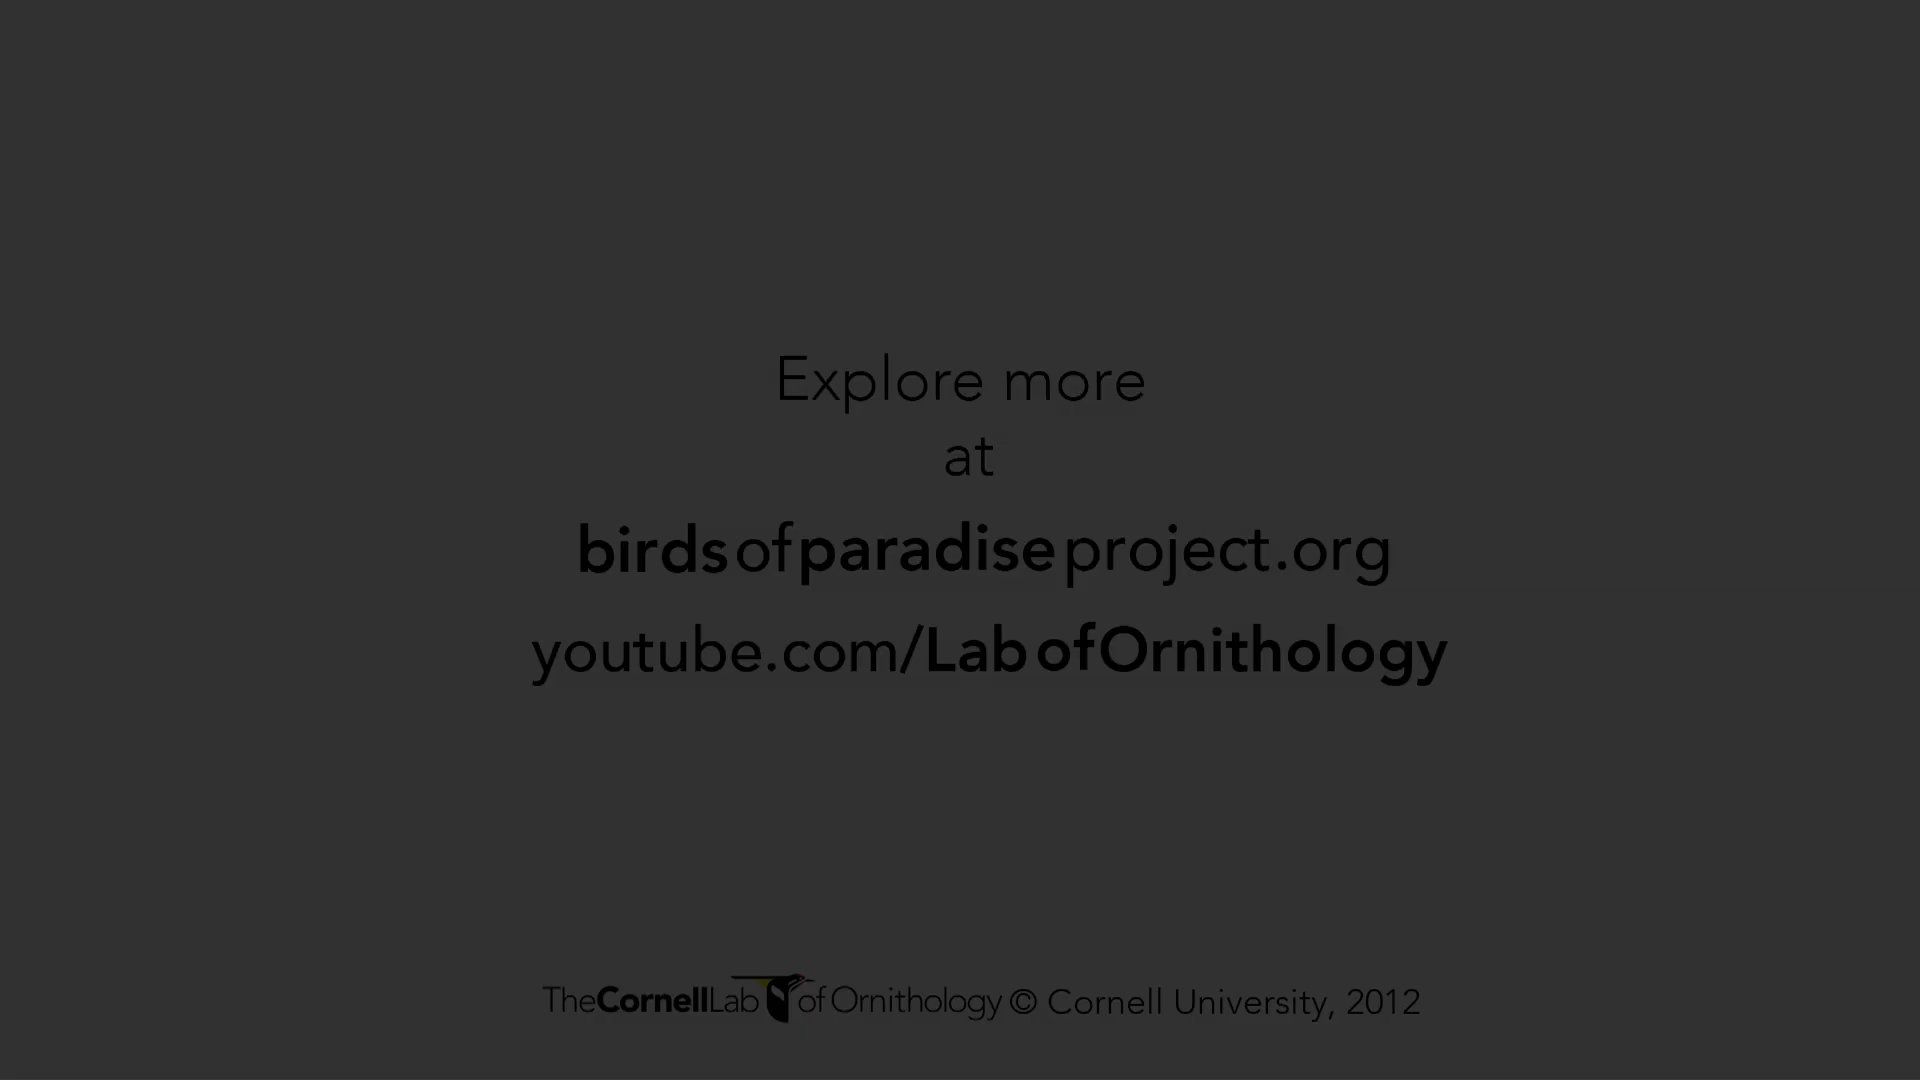 Explore more
at
birdsofparadiseproject.org
youtube.com/LabofOrnithology
TheCornellLab of Ornithology © Cornell University, 2012